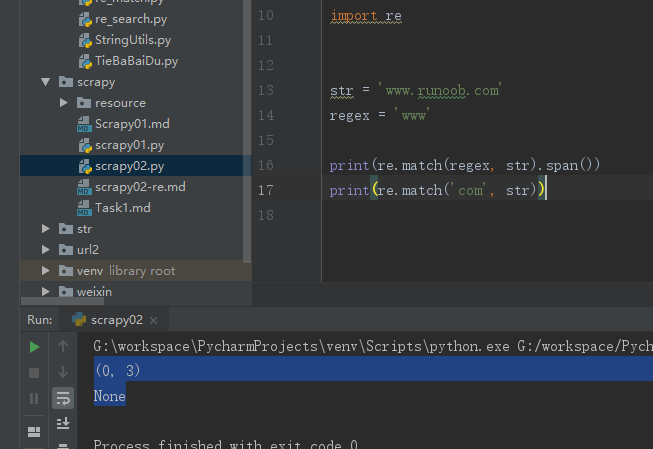 re_match.py
re_search.py
StringUtils.py
TieBaBaiDu.py
scrapy
resource
Scrapy01.md
scrapy01.py
scrapy02.py
scrapy02-re.md
Task1.md
str
url2
venv library root
weixin
10 import re
11
12
13 str = 'www.runoob.com'
14 regex = 'www'
15
16 print(re.match(regex, str).span())
17 print(re.match('com', str))
18
Run: scrapy02
G:\workspace\PycharmProjects\venv\Scripts\python.exe G:/workspace/Pych
(0, 3)
None
Process finished with exit code 0